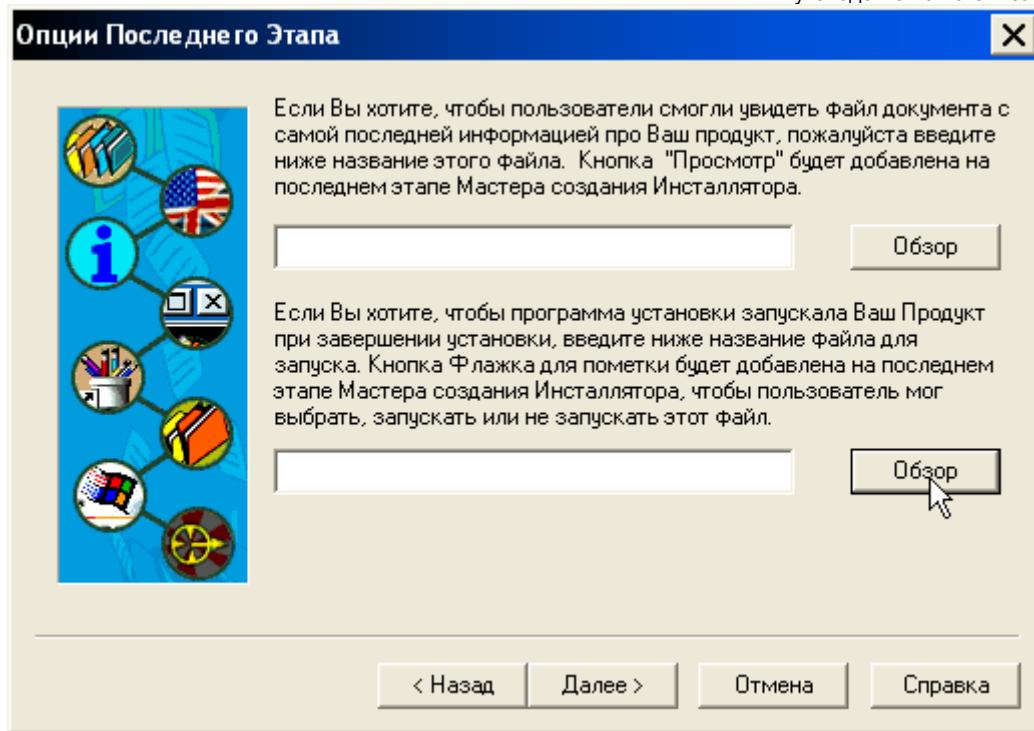 Опции Последнего Этапа
Если Вы хотите, чтобы пользователи смогли увидеть файл документа с
самой последней информацией про Ваш продукт, пожалуйста введите
ниже название этого файла. Кнопка "Просмотр" будет добавлена на
последнем этапе Мастера создания Инсталлятора.
Обзор
Если Вы хотите, чтобы программа установки запускала Ваш Продукт
при завершении установки, введите ниже название файла для
запуска. Кнопка Флажка для пометки будет добавлена на последнем
этапе Мастера создания Инсталлятора, чтобы пользователь мог
выбрать, запускать или не запускать этот файл.
Обзор
< Назад Далее > Отмена Справка